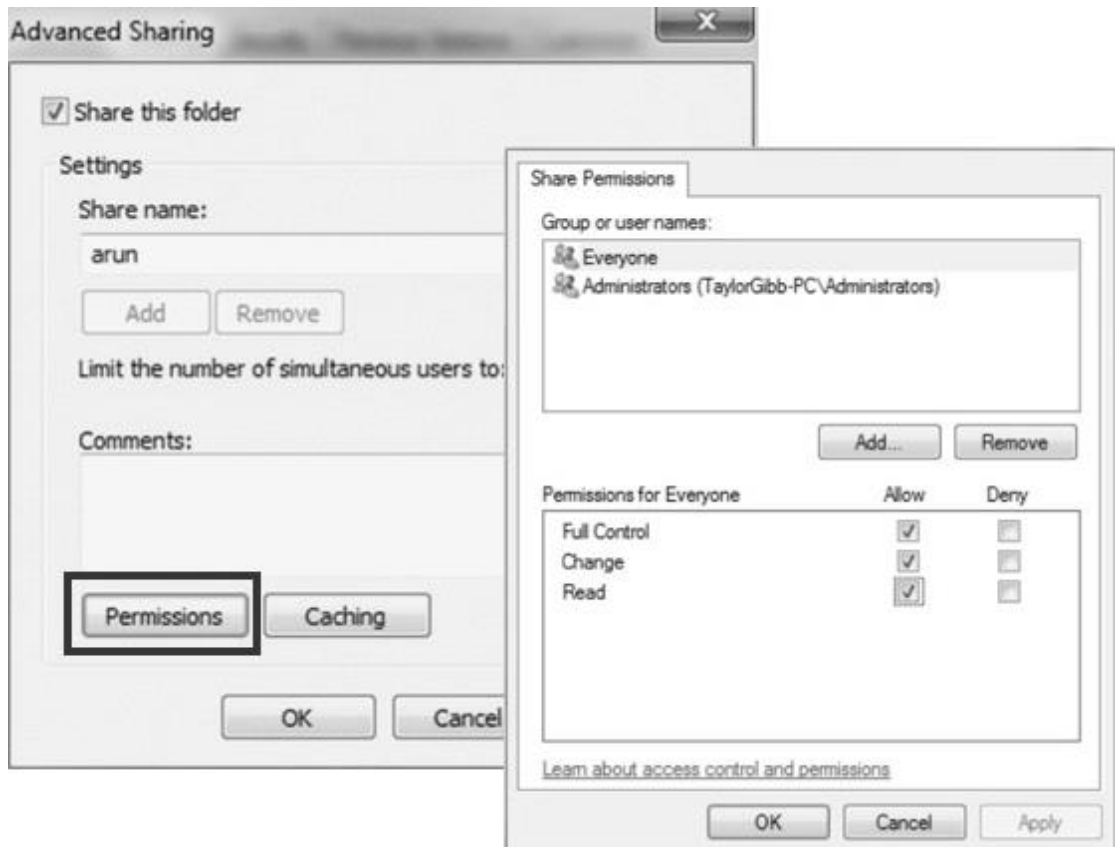 Advanced Sharing
Share this folder
Settings
Share name:
arun
Add Remove
Limit the number of simultaneous users to:
Comments:
Permissions Caching
OK Cancel
Share Permissions
Group or user names:
Everyone
Administrators (TaylorGibb-PC\Administrators)
Add... Remove
Permissions for Everyone Allow Deny
Full Control
Change
Read
Learn about access control and permissions
OK Cancel Apply